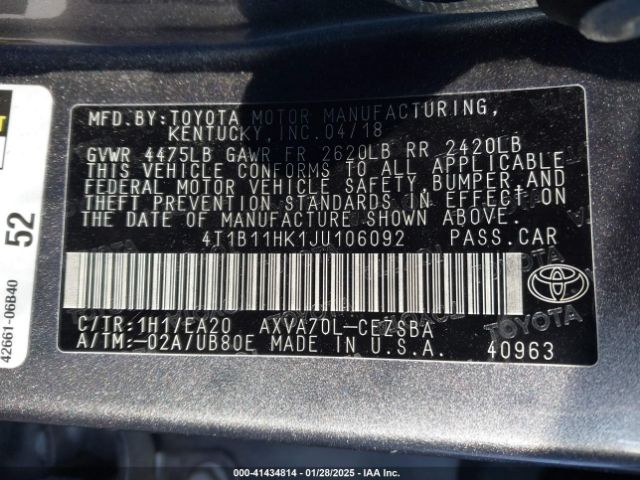 MFD.BY:TOYOTA MOTOR MANUFACTURING,
KENTUCKY, INC. 04/18
GVWR 4475LB GAWR FR 2620LB RR 2420LB
THIS VEHICLE CONFORMS TO ALL APPLICABLE
FEDERAL MOTOR VEHICLE SAFETY, BUMPER, AND
THEFT PREVENTION STANDARDS IN EFFECT ON
THE DATE OF MANUFACTURE SHOWN ABOVE.
4T1B11HK1JU106092 PASS.CAR
C/TR:1H1/EA20 AXVA70L-CEZSBA
A/TM:-02A/UB80E MADE IN U.S.A. 40963
TOYOTA
52
42661-06B40
000-41434814 | 01/28/2025 | IAA Inc.